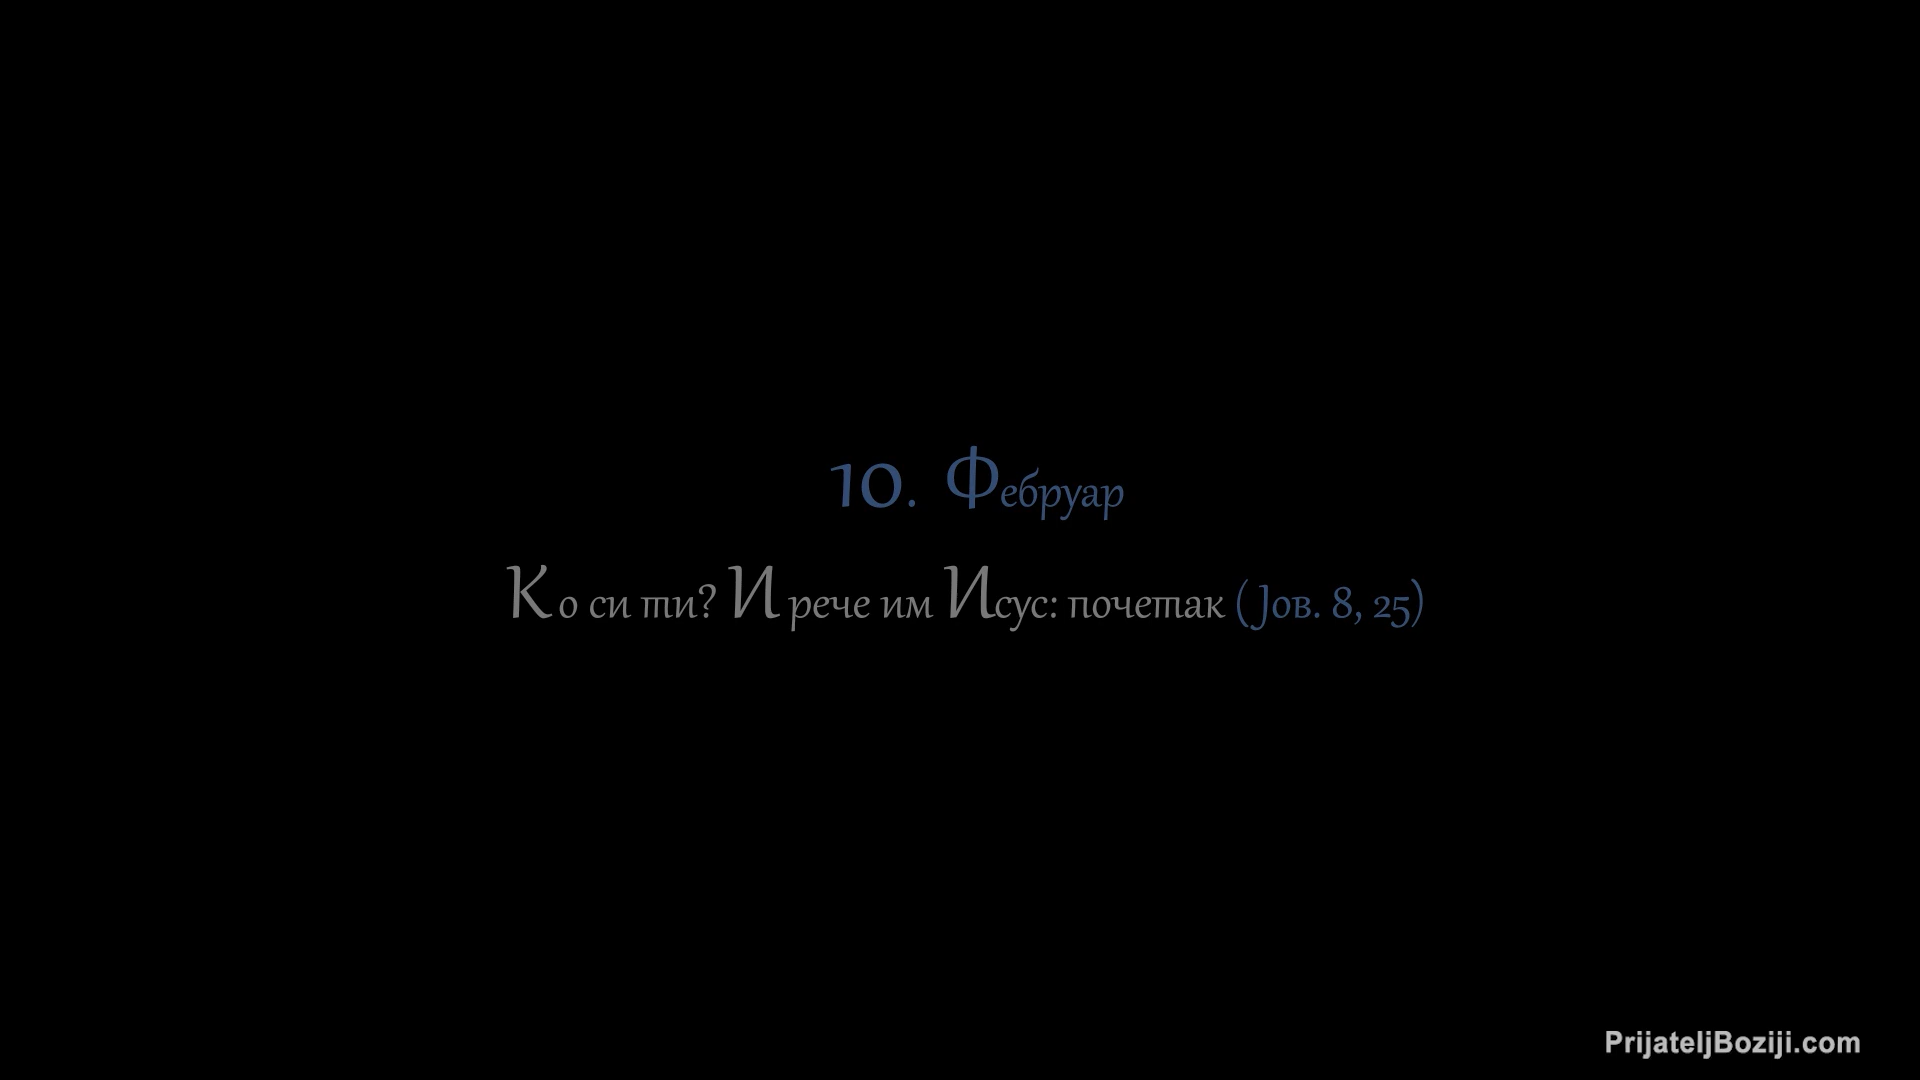 10. Фебруар
Ко си ти? И рече им Исус: почетак (Јов. 8, 25)
PrijateljBoziji.com